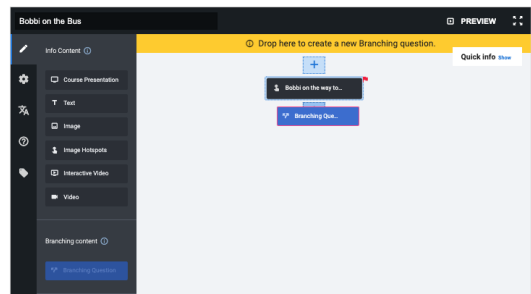 Bobbi on the Bus
PREVIEW
Info Content
Drop here to create a new Branching question.
Quick info Show
Course Presentation
Bobbi on the way to..
Text
Branching Que..
Image
Image Hotspots
Interactive Video
Video
Branching content
Branching Question